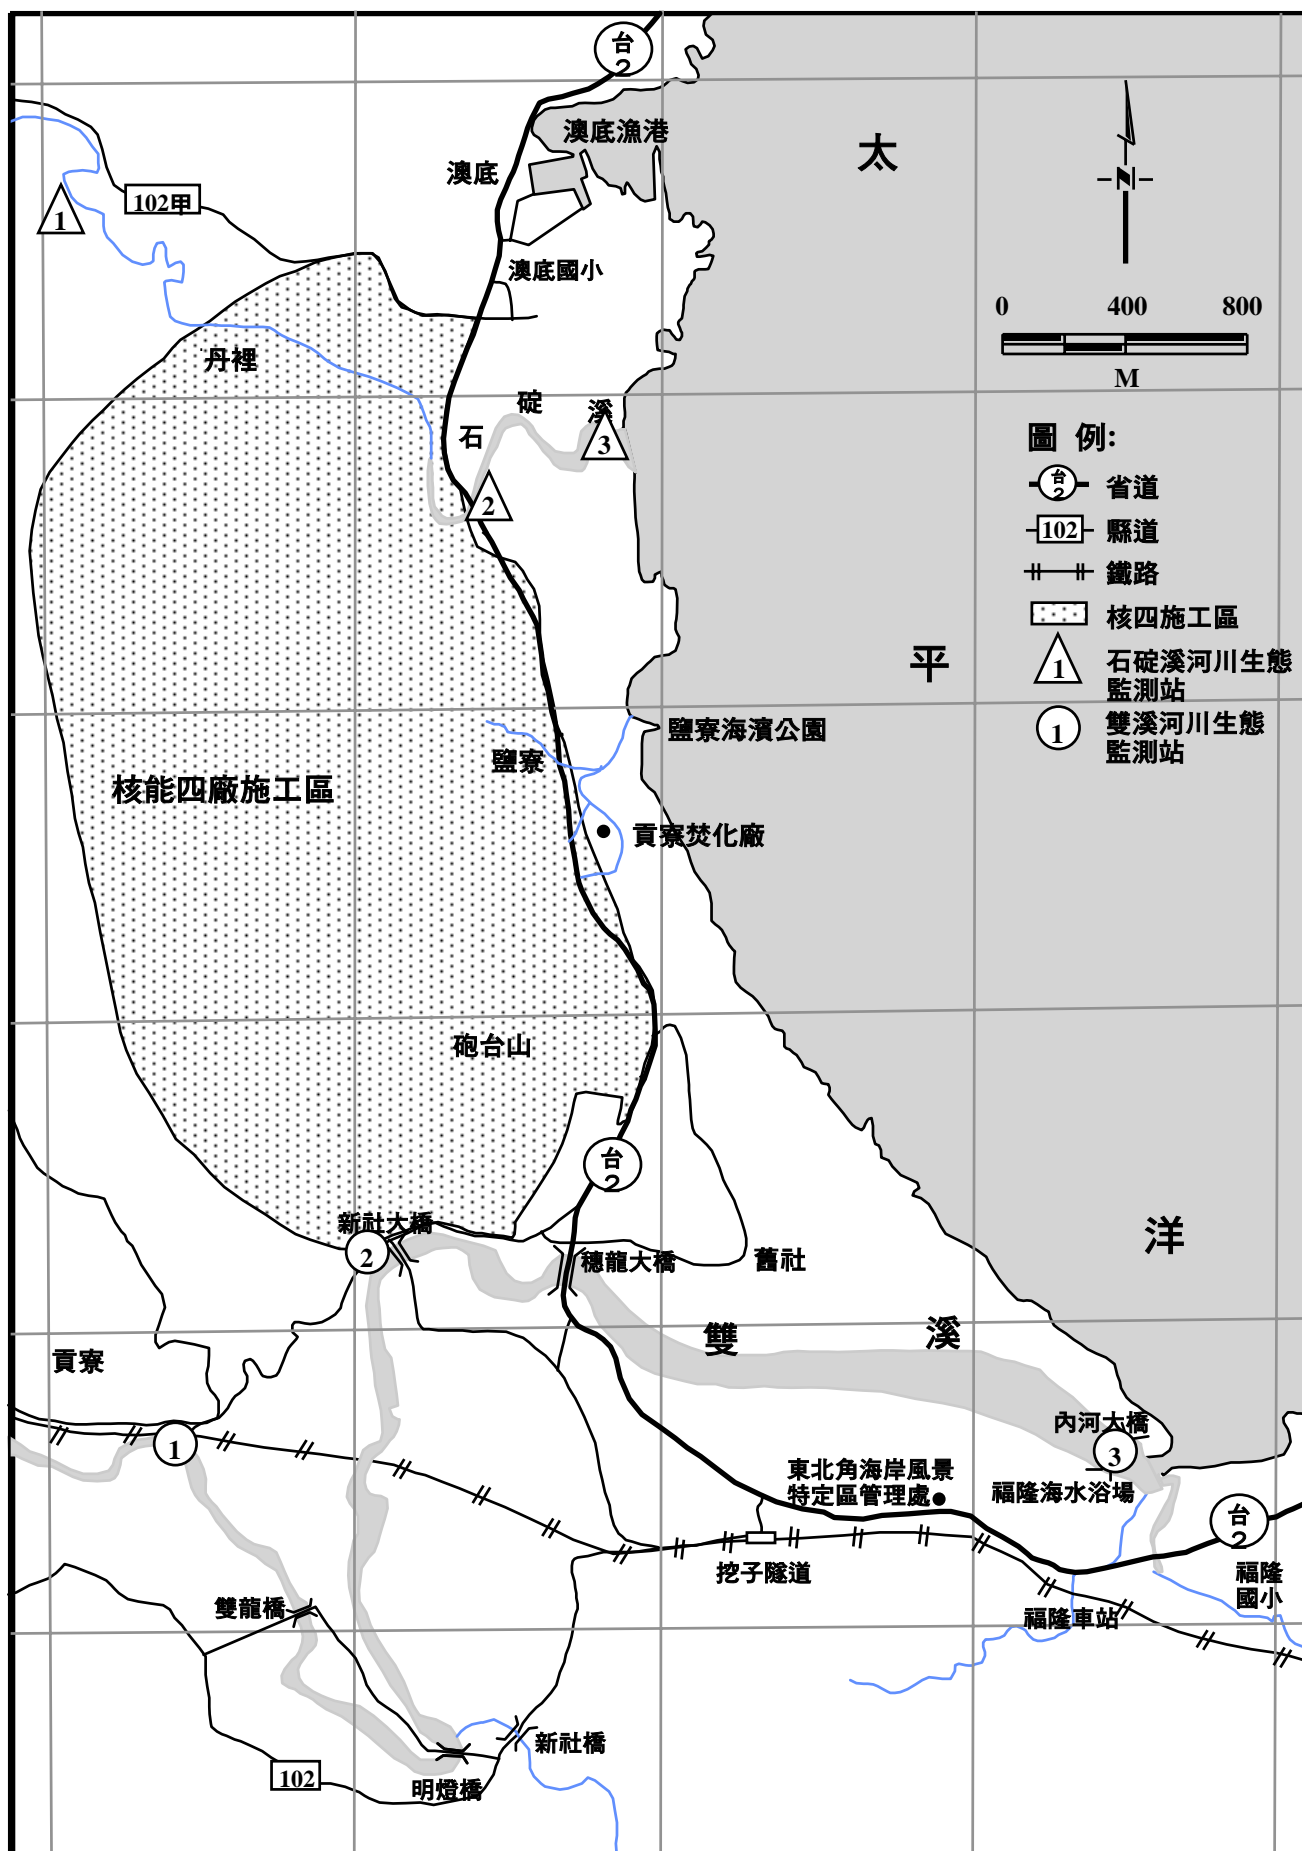 台
2
澳底漁港
太
澳底
1
102甲
N
澳底國小
0 400 800
M
丹裡
碇
溪
石
3
2
圖 例:
台
2
省道
102
縣道
鐵路
核四施工區
1
石碇溪河川生態
監測站
1
雙溪河川生態
監測站
平
鹽寮海濱公園
鹽寮
核能四廠施工區
貢寮焚化廠
砲台山
台
2
新社大橋
2
穗龍大橋
舊社
洋
雙
溪
貢寮
1
內河大橋
3
東北角海岸風景
特定區管理處
福隆海水浴場
台
2
挖子隧道
福隆
國小
雙龍橋
福隆車站
新社橋
102
明燈橋